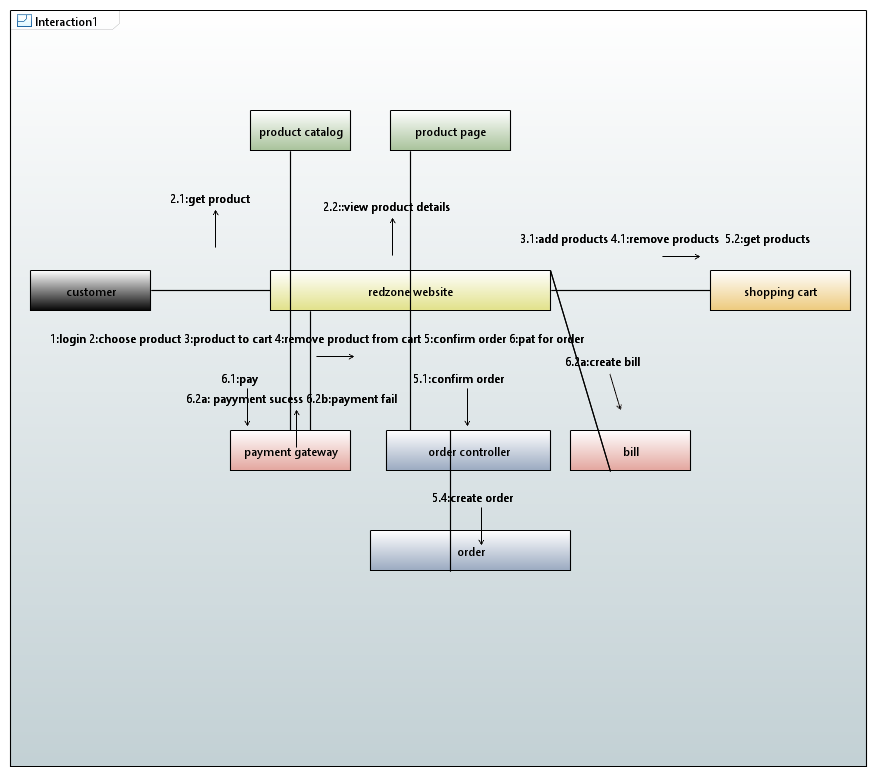 Interaction1
product catalog
product page
2.1:get product
2.2::view product details
3.1:add products 4.1:remove products 5.2:get products
customer
redzone website
shopping cart
1:login 2:choose product 3:product to cart 4:remove product from cart 5:confirm order 6:pat for order
6.2a:create bill
6.1:pay
5.1:confirm order
6.2a: payyment sucess 6.2b:payment fail
payment gateway
order controller
bill
5.4:create order
order